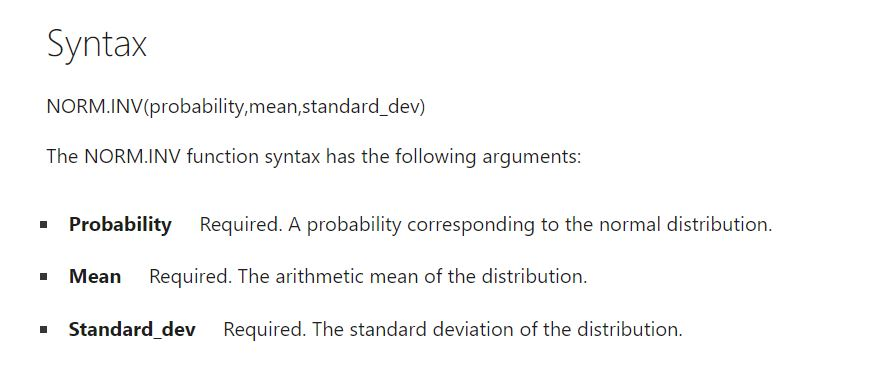 Syntax
NORM.INV(probability,mean,standard_dev)
The NORM.INV function syntax has the following arguments:
▪ Probability Required. A probability corresponding to the normal distribution.
▪ Mean Required. The arithmetic mean of the distribution.
▪ Standard_dev Required. The standard deviation of the distribution.